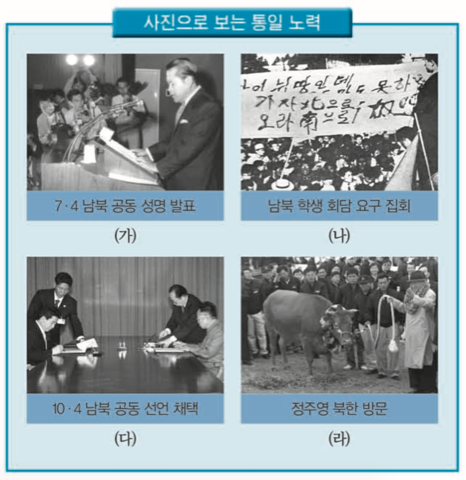 사진으로 보는 통일 노력
7·4 남북 공동 성명 발표
(가)
가자 北으로!
오라 南으로!
남북 학생 회담 요구 집회
(나)
10·4 남북 공동 선언 채택
(다)
정주영 북한 방문
(라)